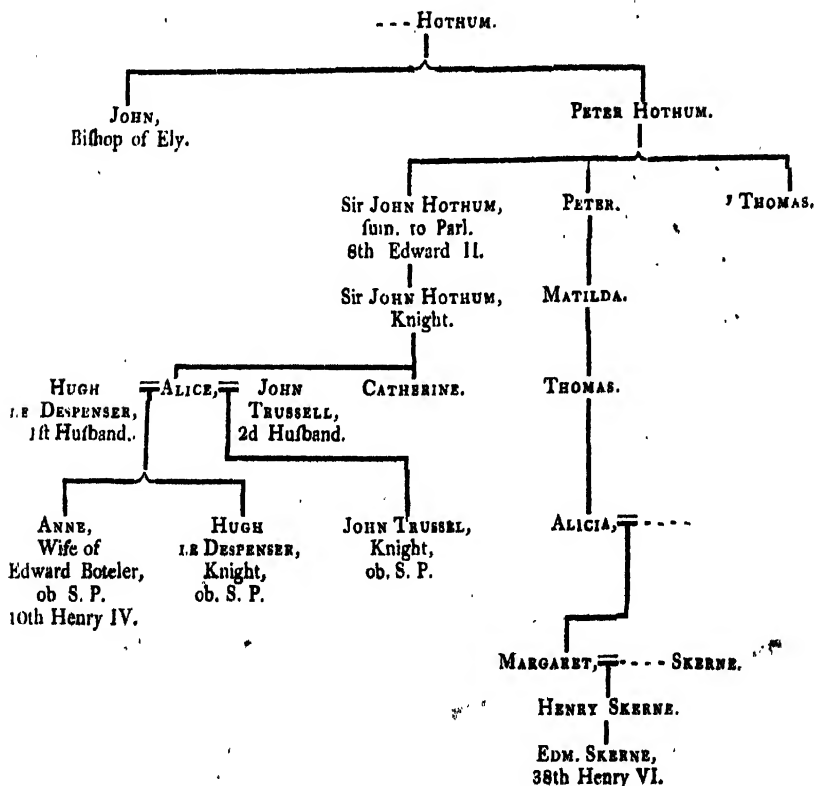 --- HOTHUM.
JOHN,
Biſhop of Ely.
PETER HOTHUM.
Sir JOHN HOTHUM,
ſum. to Parl.
8th Edward II.
PETER.
THOMAS.
Sir JOHN HOTHUM,
Knight.
MATILDA.
HUGH
LE DESPENSER,
1ſt Huſband.
ALICE,
JOHN
TRUSSELL,
2d Huſband.
CATHERINE.
THOMAS.
ANNE,
Wife of
Edward Boteler,
ob S. P.
10th Henry IV.
HUGH
LE DESPENSER,
Knight,
ob. S. P.
JOHN TRUSSEL,
Knight,
ob. S. P.
ALICIA, ----
MARGARET, ---- SKERNE.
HENRY SKERNE.
EDM. SKERNE,
38th Henry VI.